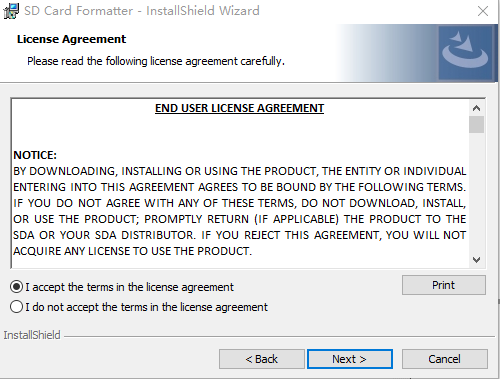 SD Card Formatter - InstallShield Wizard
License Agreement
Please read the following license agreement carefully.
END USER LICENSE AGREEMENT
NOTICE:
BY DOWNLOADING, INSTALLING OR USING THE PRODUCT, THE ENTITY OR INDIVIDUAL
ENTERING INTO THIS AGREEMENT AGREES TO BE BOUND BY THE FOLLOWING TERMS.
IF YOU DO NOT AGREE WITH ANY OF THESE TERMS, DO NOT DOWNLOAD, INSTALL,
OR USE THE PRODUCT; PROMPTLY RETURN (IF APPLICABLE) THE PRODUCT TO THE
SDA OR YOUR SDA DISTRIBUTOR. IF YOU REJECT THIS AGREEMENT, YOU WILL NOT
ACQUIRE ANY LICENSE TO USE THE PRODUCT.
I accept the terms in the license agreement
Print
I do not accept the terms in the license agreement
InstallShield
< Back
Next >
Cancel